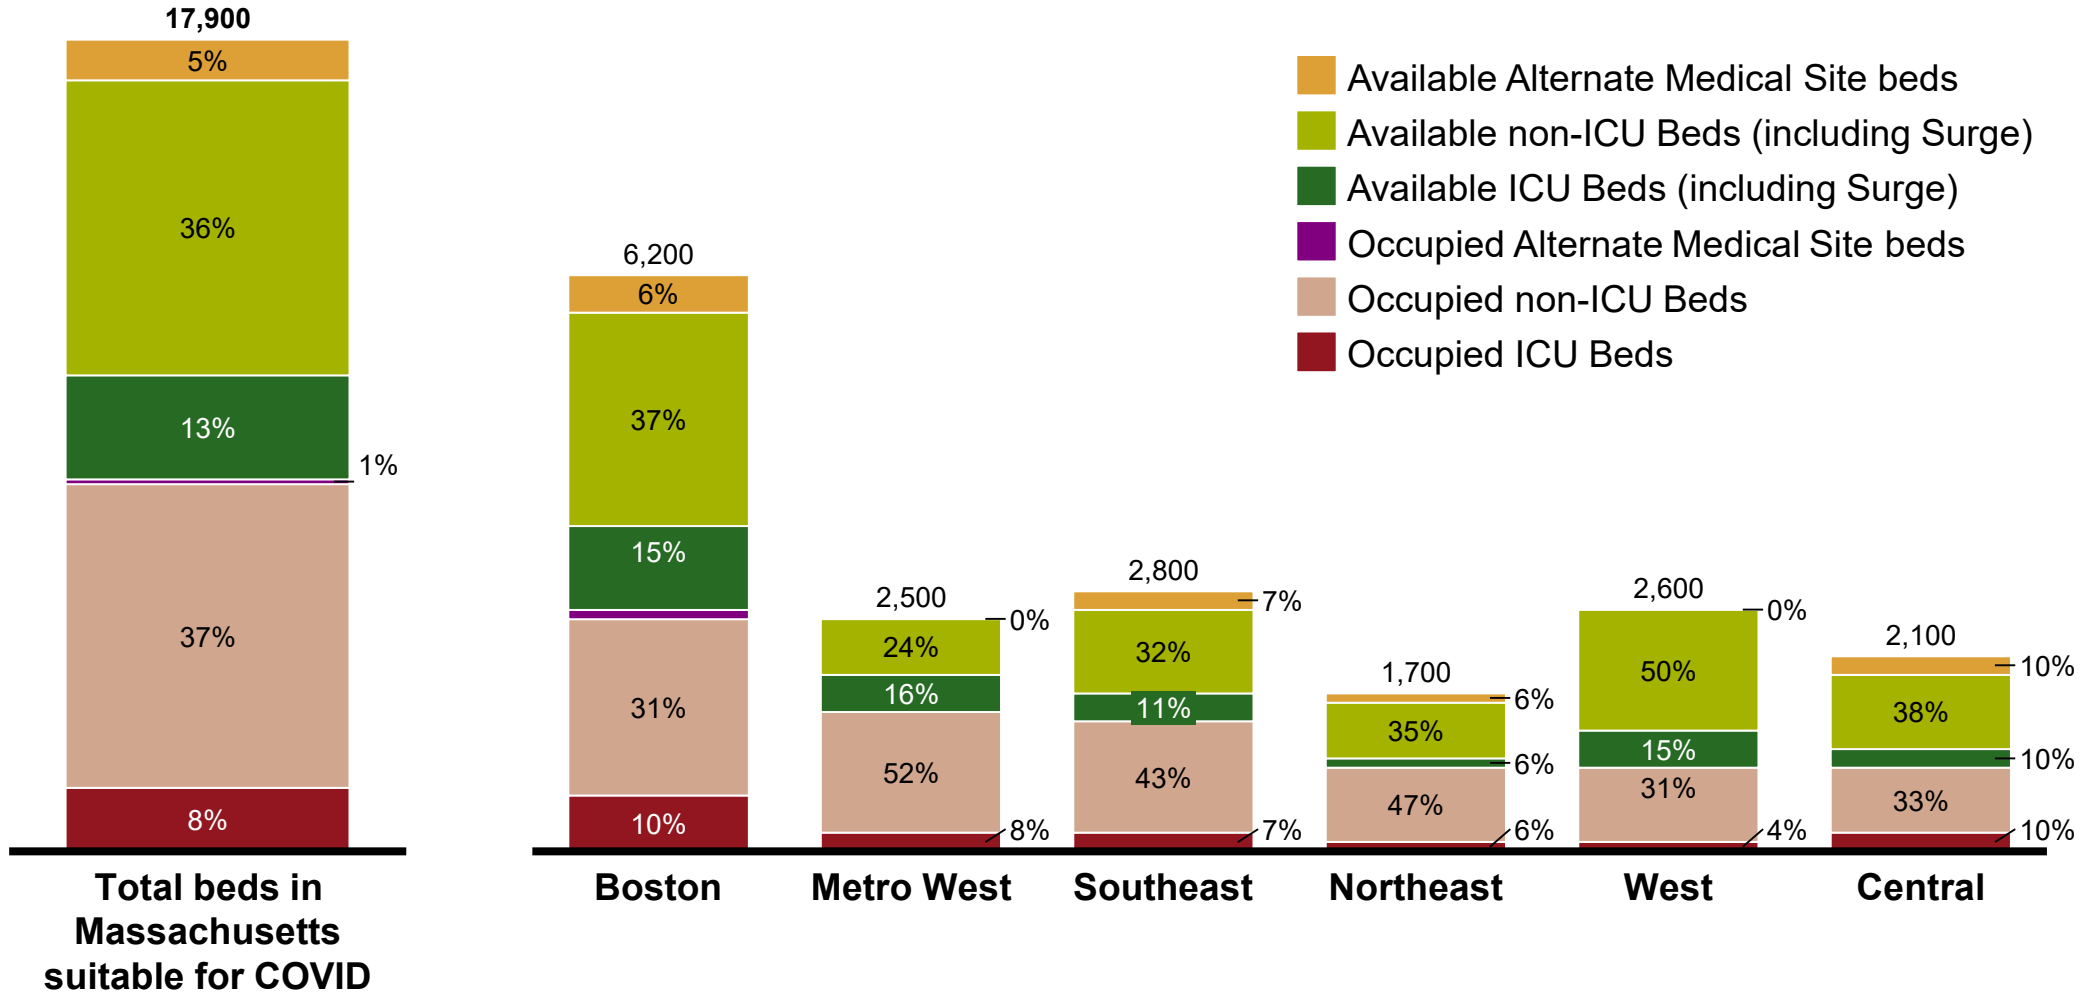 17,900
5%
36%
13%
1%
37%
8%
Total beds in
Massachusetts
suitable for COVID
6,200
6%
37%
15%
31%
10%
Boston
2,500
0%
24%
16%
52%
8%
Metro West
2,800
7%
32%
11%
43%
7%
Southeast
1,700
6%
35%
6%
47%
6%
Northeast
2,600
0%
50%
15%
31%
4%
West
2,100
10%
38%
10%
33%
10%
Central
Available Alternate Medical Site beds
Available non-ICU Beds (including Surge)
Available ICU Beds (including Surge)
Occupied Alternate Medical Site beds
Occupied non-ICU Beds
Occupied ICU Beds